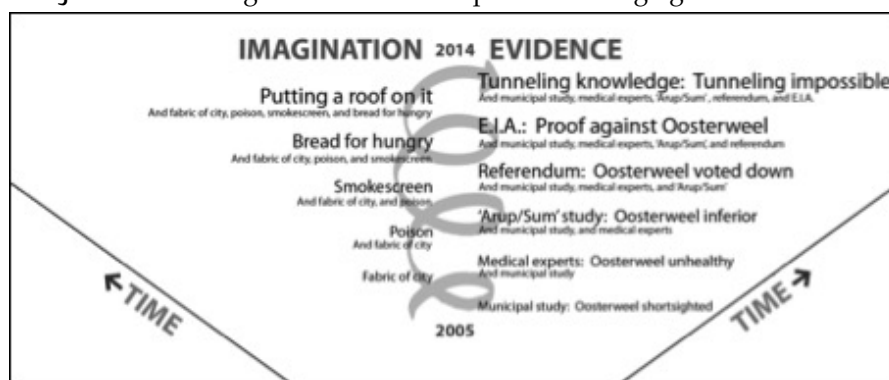 IMAGINATION 2014 EVIDENCE
Putting a roof on it
And fabric of city, poison, smokescreen, and bread for hungry
Bread for hungry
And fabric of city, poison, and smokescreen
Smokescreen
And fabric of city, and poison
Poison
And fabric of city
Fabric of city
Tunneling knowledge: Tunneling impossible
And municipal study, medical experts, 'Arup/Sum', referendum, and E.I.A.
E.I.A.: Proof against Oosterweel
And municipal study, medical experts, 'Arup/Sum', and referendum
Referendum: Oosterweel voted down
And municipal study, medical experts, and 'Arup/Sum'
'Arup/Sum' study: Oosterweel inferior
And municipal study, and medical experts
Medical experts: Oosterweel unhealthy
And municipal study
Municipal study: Oosterweel shortsighted
2005
TIME
TIME